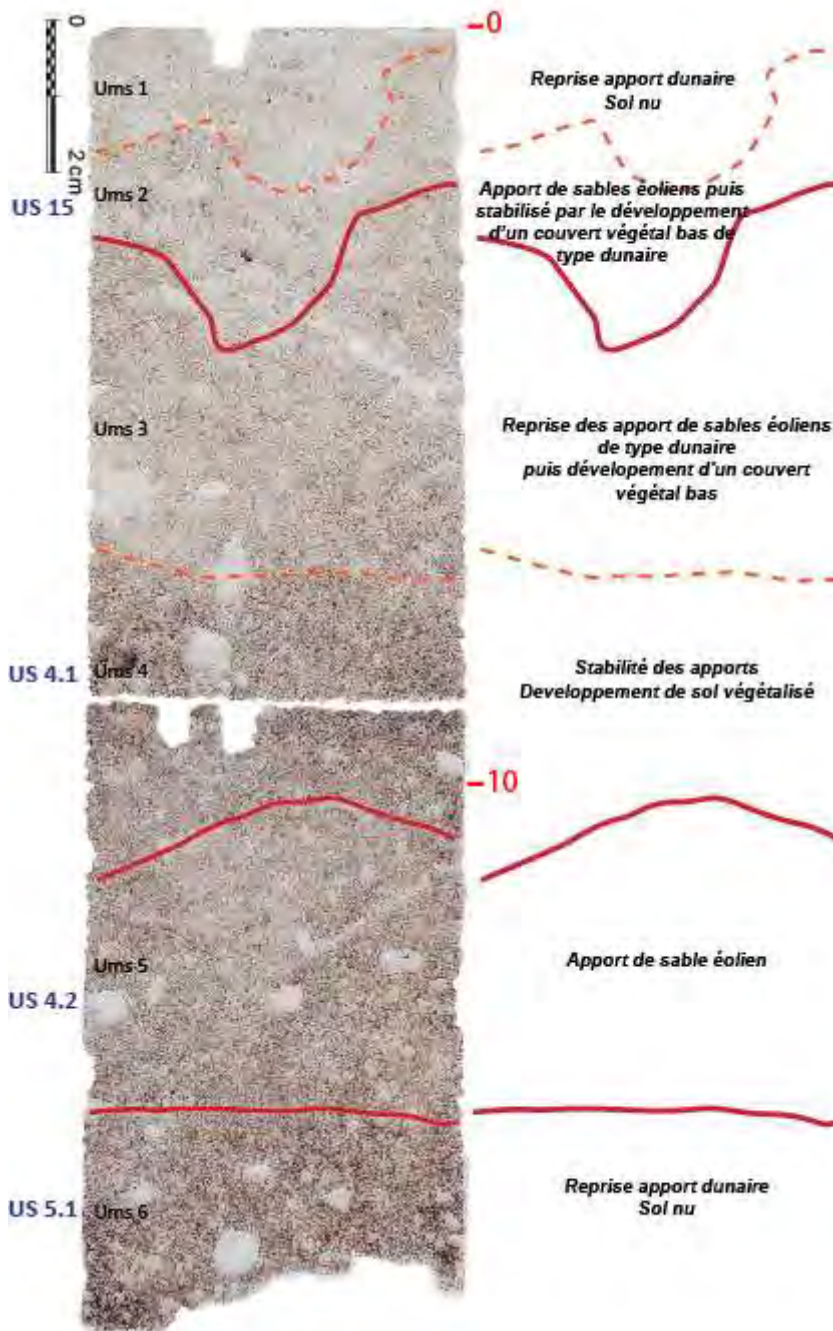 0
–0
Ums 1
Reprise apport dunaire
Sol nu
2 cm
Ums 2
US 15
Apport de sables éoliens puis
stabilisé par le développement
d'un couvert végétal bas de
type dunaire
Ums 3
Reprise des apport de sables éoliens
de type dunaire
puis dévelopement d'un couvert
végétal bas
US 4.1
Ums 4
Stabilité des apports
Developpement de sol végétalisé
–10
Ums 5
Apport de sable éolien
US 4.2
Reprise apport dunaire
Sol nu
US 5.1
Ums 6